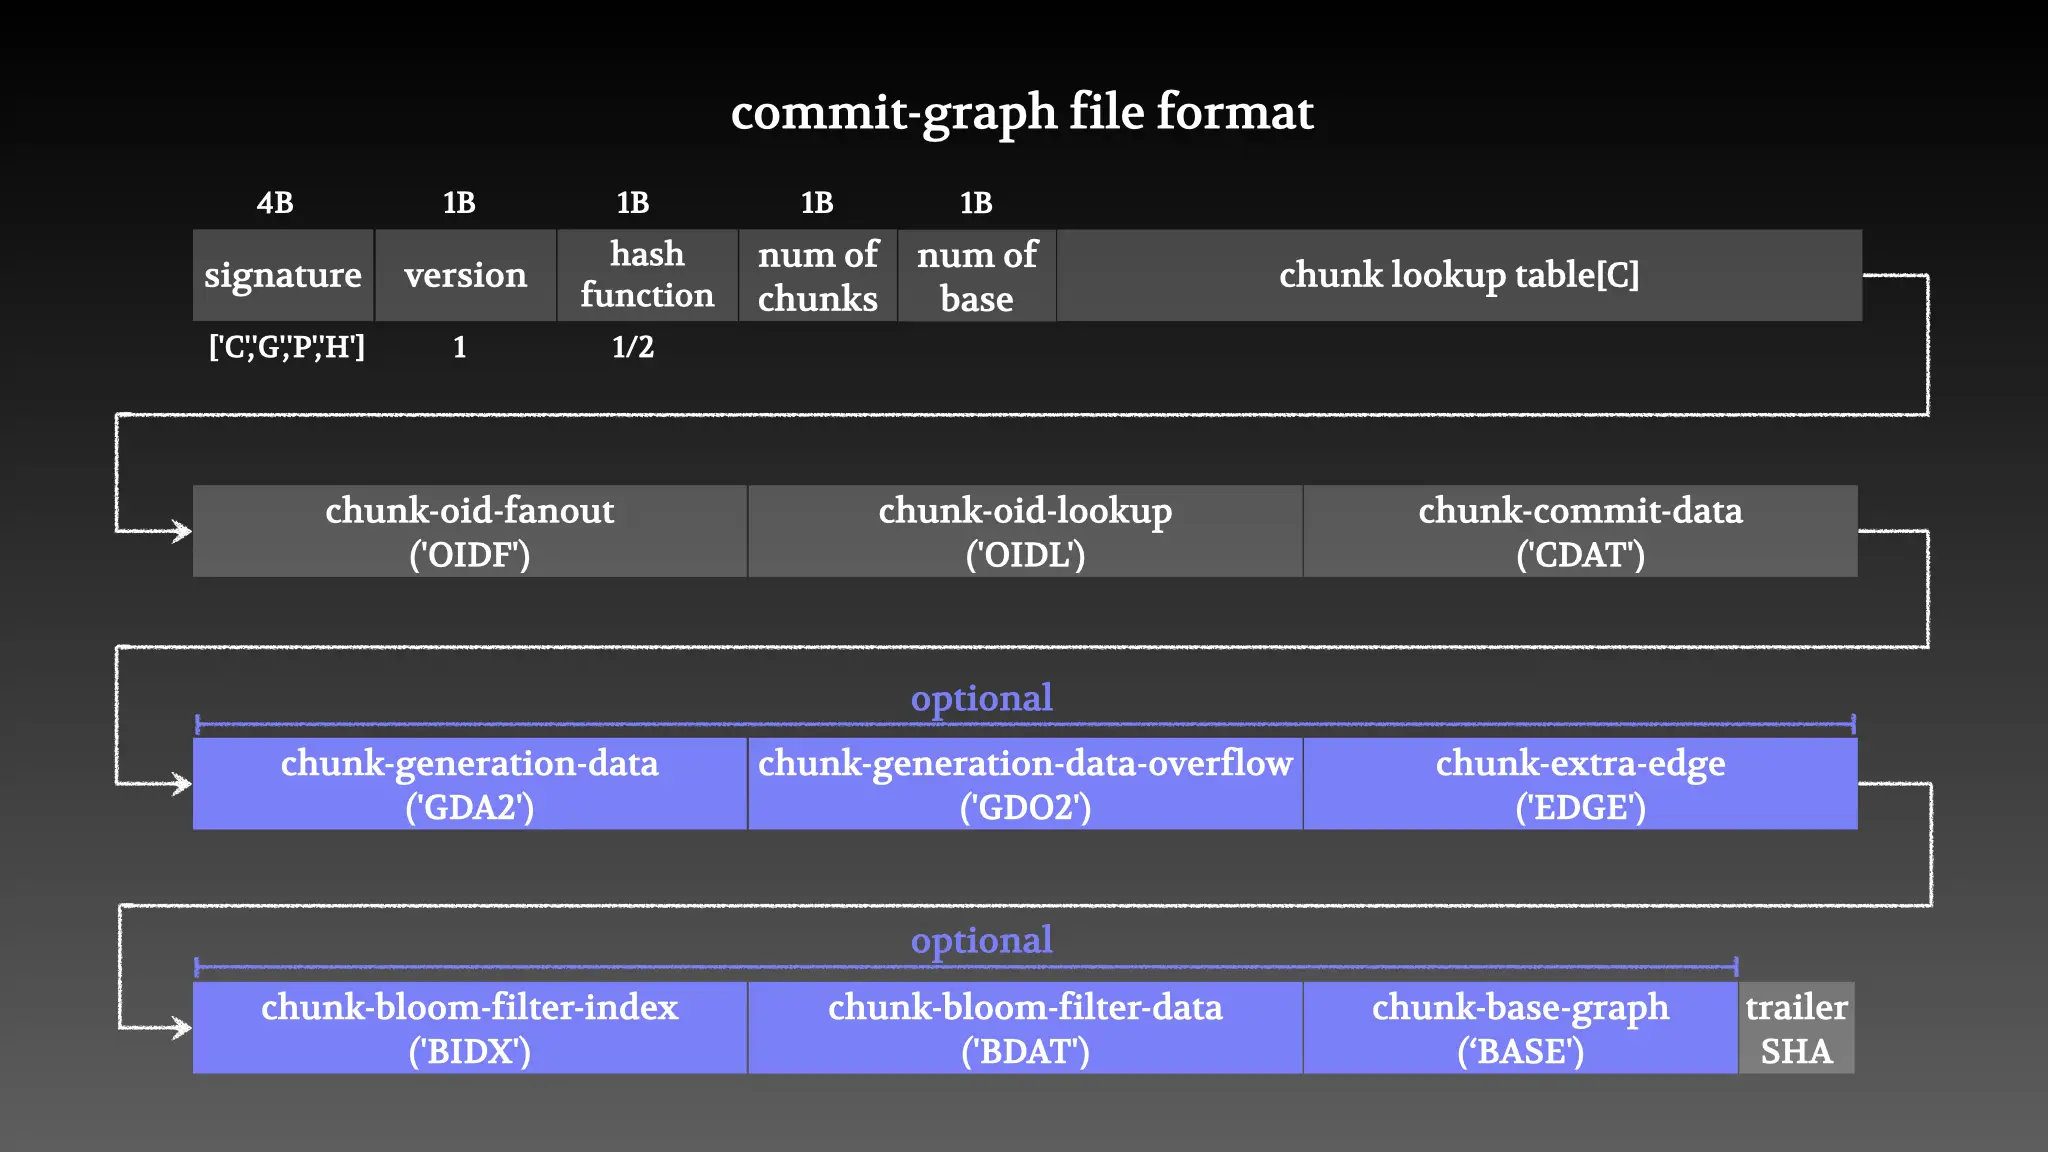 commit-graph file format
4B 1B 1B 1B 1B
signature version hash function num of chunks num of base chunk lookup table[C]
['C','G','P','H'] 1 1/2
chunk-oid-fanout chunk-oid-lookup chunk-commit-data
('OIDF') ('OIDL') ('CDAT')
optional
chunk-generation-data chunk-generation-data-overflow chunk-extra-edge
('GDA2') ('GDO2') ('EDGE')
optional
chunk-bloom-filter-index chunk-bloom-filter-data chunk-base-graph trailer
('BIDX') ('BDAT') (‘BASE') SHA